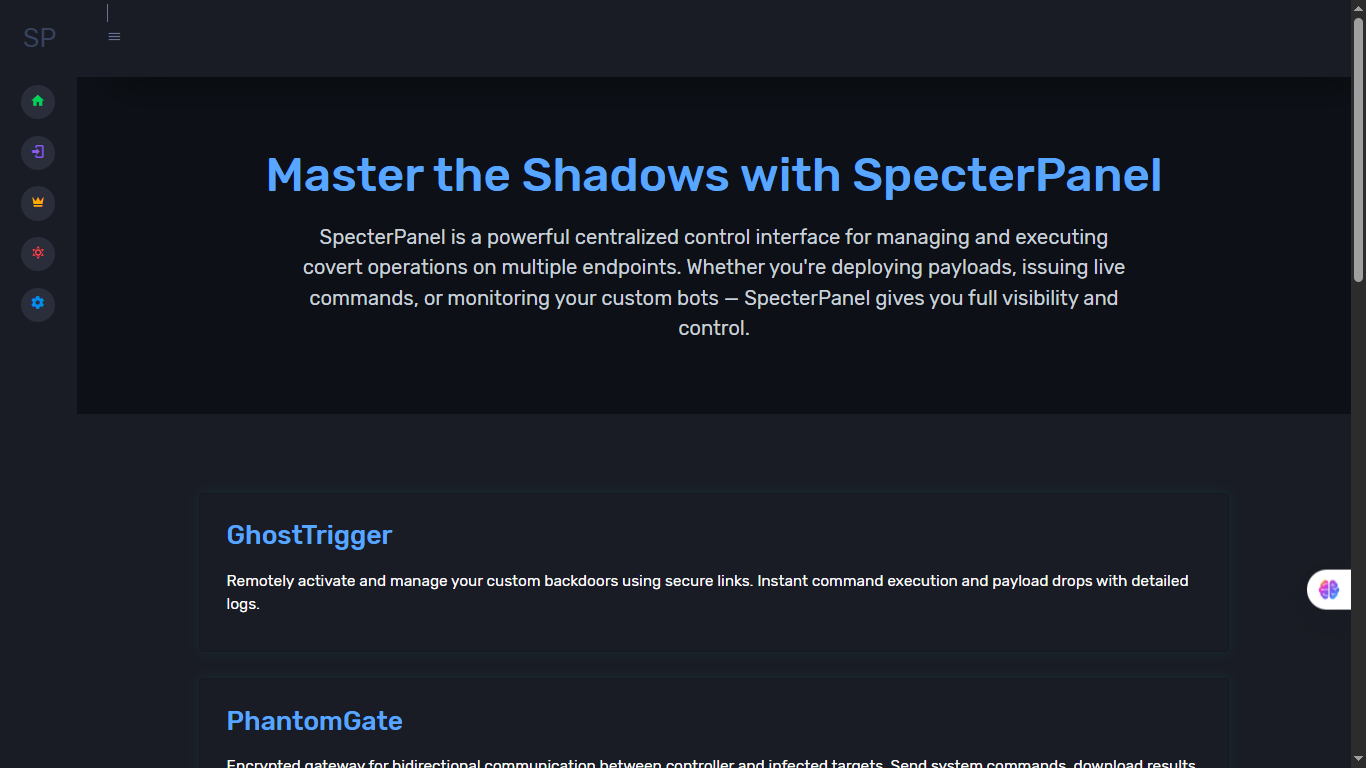 SP
Master the Shadows with SpecterPanel
SpecterPanel is a powerful centralized control interface for managing and executing
covert operations on multiple endpoints. Whether you're deploying payloads, issuing live
commands, or monitoring your custom bots — SpecterPanel gives you full visibility and
control.
GhostTrigger
Remotely activate and manage your custom backdoors using secure links. Instant command execution and payload drops with detailed
logs.
PhantomGate
Encrypted gateway for bidirectional communication between controller and infected targets. Send system commands, download results